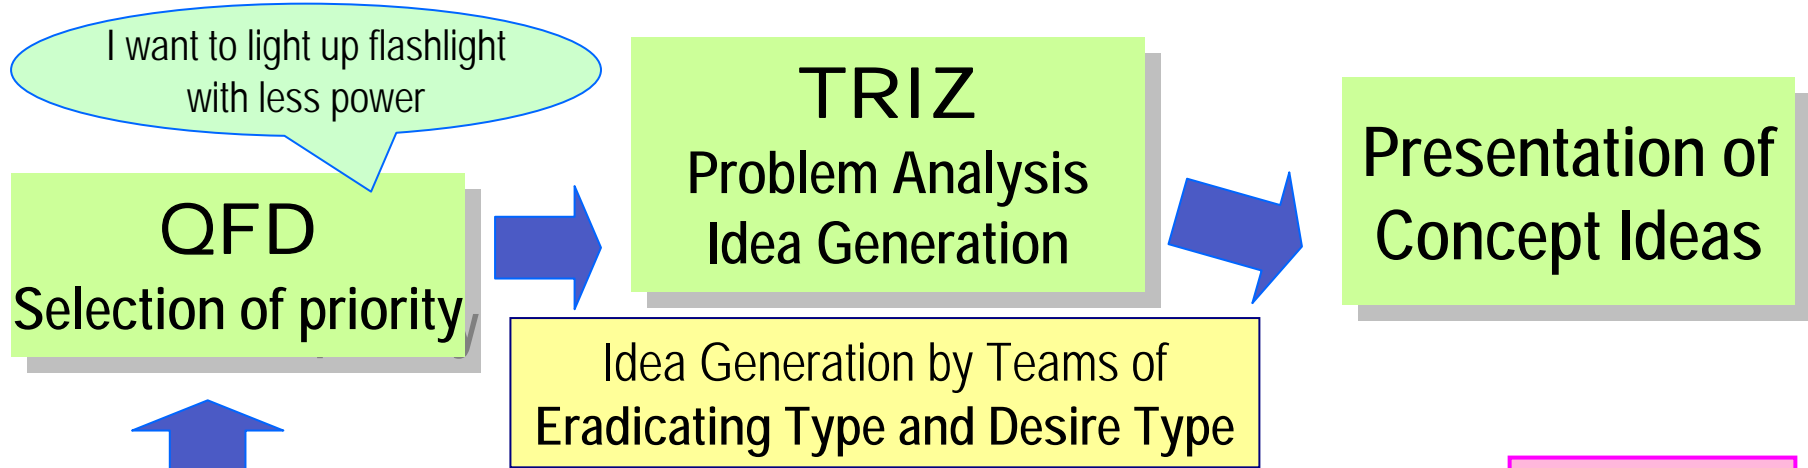 I want to light up flashlight
with less power
QFD
Selection of priority
TRIZ
Problem Analysis
Idea Generation
Idea Generation by Teams of
Eradicating Type and Desire Type
Presentation of
Concept Ideas